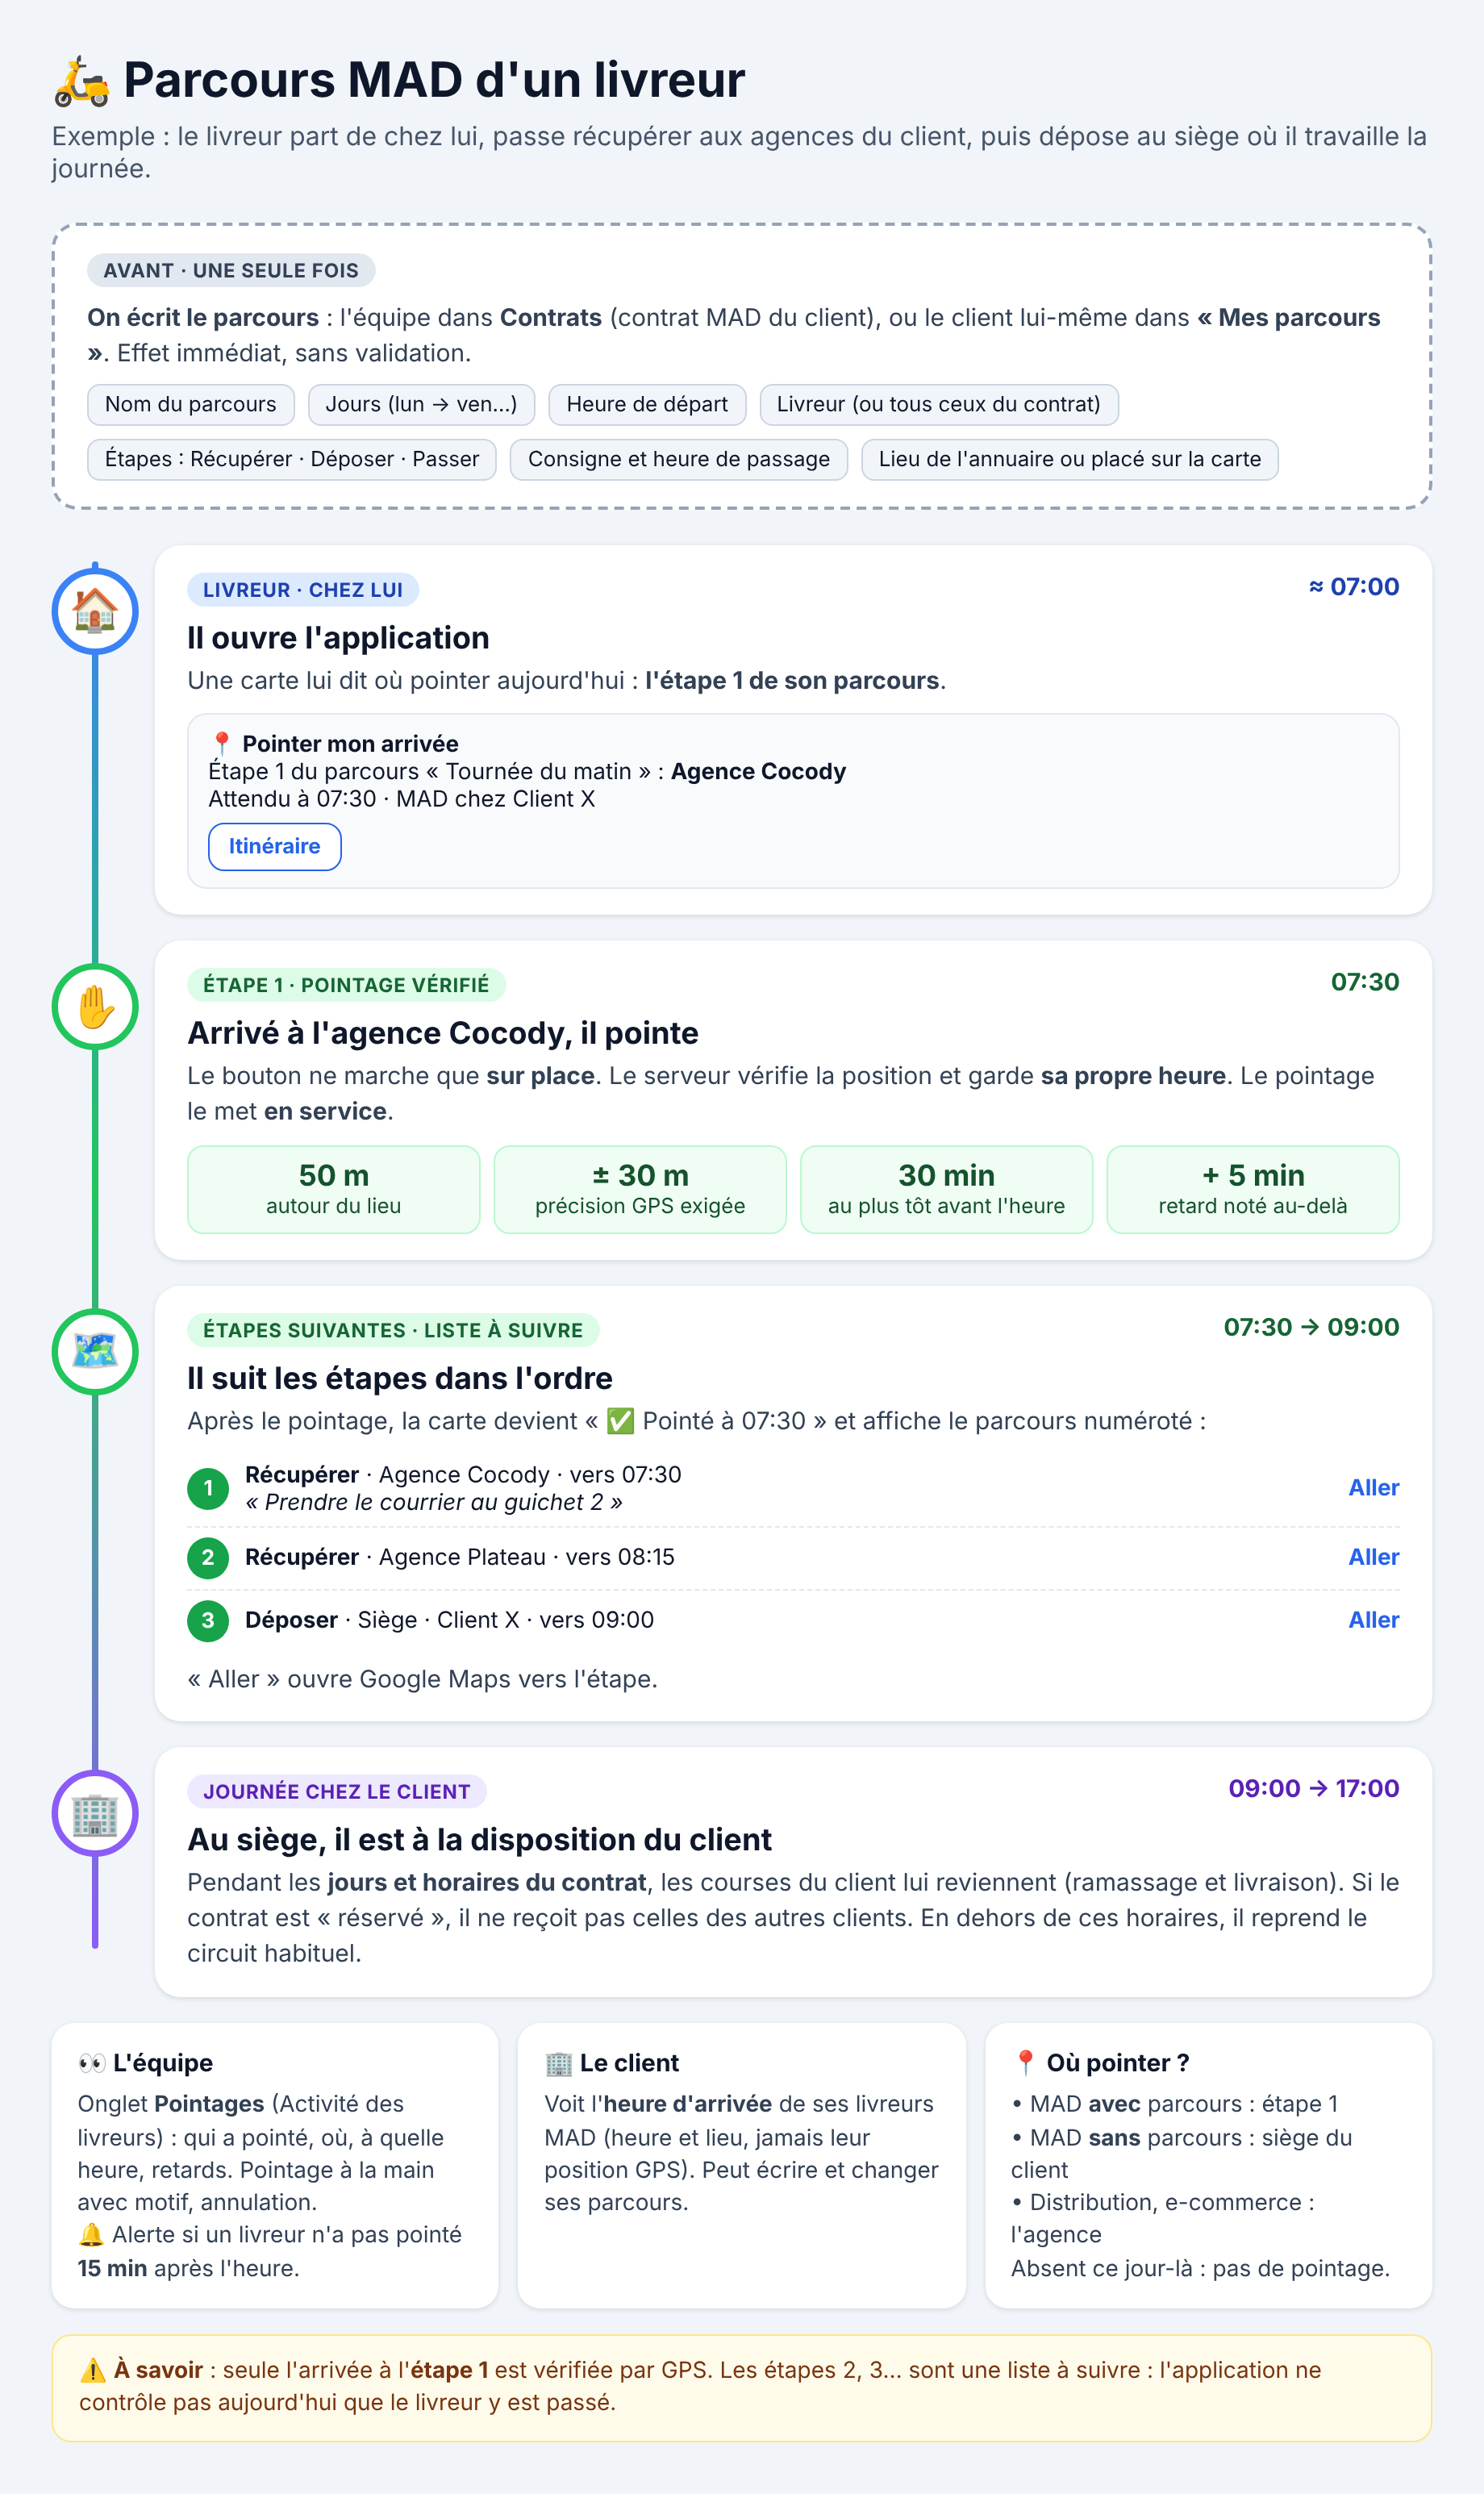 🛵 Parcours MAD d'un livreur
Exemple : le livreur part de chez lui, passe récupérer aux agences du client, puis dépose au siège où il travaille la
journée.
AVANT · UNE SEULE FOIS
On écrit le parcours : l'équipe dans Contrats (contrat MAD du client), ou le client lui-même dans « Mes parcours
». Effet immédiat, sans validation.
Nom du parcours
Jours (lun → ven…)
Heure de départ
Livreur (ou tous ceux du contrat)
Étapes : Récupérer · Déposer · Passer
Consigne et heure de passage
Lieu de l'annuaire ou placé sur la carte
LIVREUR · CHEZ LUI
≈ 07:00
Il ouvre l'application
Une carte lui dit où pointer aujourd'hui : l'étape 1 de son parcours.
📍 Pointer mon arrivée
Étape 1 du parcours « Tournée du matin » : Agence Cocody
Attendu à 07:30 · MAD chez Client X
Itinéraire
ÉTAPE 1 · POINTAGE VÉRIFIÉ
07:30
Arrivé à l'agence Cocody, il pointe
Le bouton ne marche que sur place. Le serveur vérifie la position et garde sa propre heure. Le pointage
le met en service.
50 m
autour du lieu
± 30 m
précision GPS exigée
30 min
au plus tôt avant l'heure
+ 5 min
retard noté au-delà
ÉTAPES SUIVANTES · LISTE À SUIVRE
07:30 → 09:00
Il suit les étapes dans l'ordre
Après le pointage, la carte devient « ✅ Pointé à 07:30 » et affiche le parcours numéroté :
1 Récupérer · Agence Cocody · vers 07:30
« Prendre le courrier au guichet 2 »
Aller
2 Récupérer · Agence Plateau · vers 08:15
Aller
3 Déposer · Siège · Client X · vers 09:00
Aller
« Aller » ouvre Google Maps vers l'étape.
JOURNÉE CHEZ LE CLIENT
09:00 → 17:00
Au siège, il est à la disposition du client
Pendant les jours et horaires du contrat, les courses du client lui reviennent (ramassage et livraison). Si le
contrat est « réservé », il ne reçoit pas celles des autres clients. En dehors de ces horaires, il reprend le
circuit habituel.
👀 L'équipe
Onglet Pointages (Activité des
livreurs) : qui a pointé, où, à quelle
heure, retards. Pointage à la main
avec motif, annulation.
🔔 Alerte si un livreur n'a pas pointé
15 min après l'heure.
🏢 Le client
Voit l'heure d'arrivée de ses livreurs
MAD (heure et lieu, jamais leur
position GPS). Peut écrire et changer
ses parcours.
📍 Où pointer ?
• MAD avec parcours : étape 1
• MAD sans parcours : siège du
client
• Distribution, e-commerce :
l'agence
Absent ce jour-là : pas de pointage.
⚠️ À savoir : seule l'arrivée à l'étape 1 est vérifiée par GPS. Les étapes 2, 3… sont une liste à suivre : l'application ne
contrôle pas aujourd'hui que le livreur y est passé.